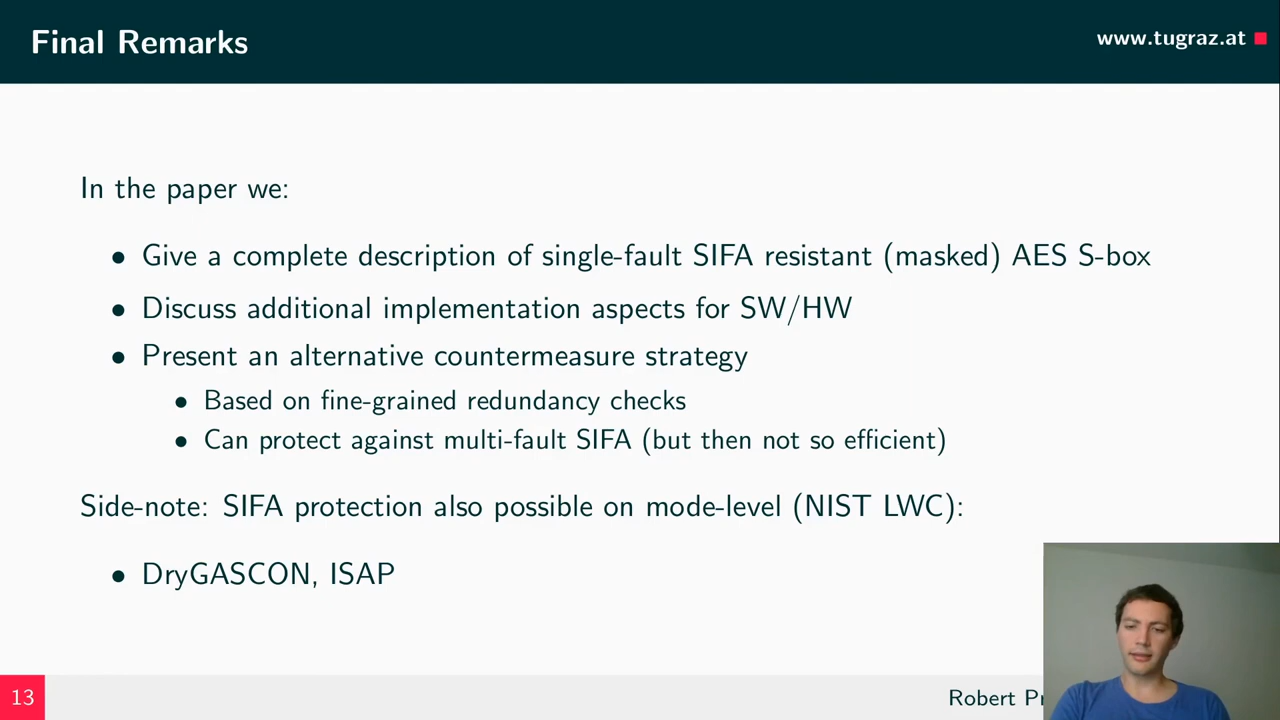 Final Remarks
www.tugraz.at
In the paper we:
• Give a complete description of single-fault SIFA resistant (masked) AES S-box
• Discuss additional implementation aspects for SW/HW
• Present an alternative countermeasure strategy
• Based on fine-grained redundancy checks
• Can protect against multi-fault SIFA (but then not so efficient)
Side-note: SIFA protection also possible on mode-level (NIST LWC):
• DryGASCON, ISAP
13
Robert